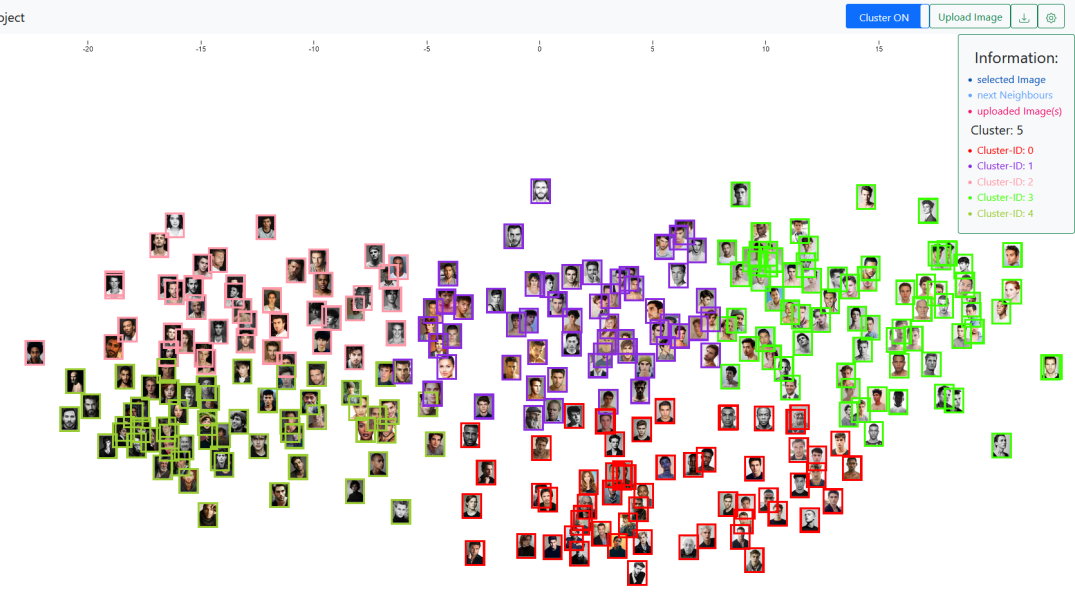 oject
Cluster ON
Upload Image
-20 -15 -10 -5 0 5 10 15
Information:
selected Image
next Neighbours
uploaded Image(s)
Cluster: 5
Cluster-ID: 0
Cluster-ID: 1
Cluster-ID: 2
Cluster-ID: 3
Cluster-ID: 4